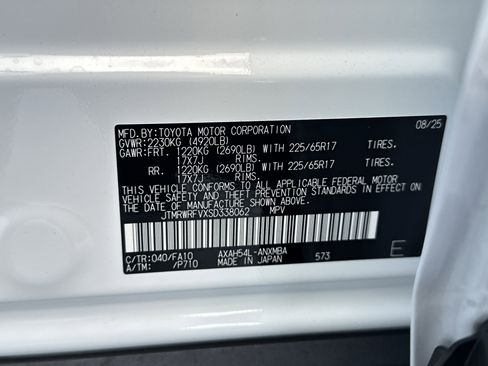 MFD.BY:TOYOTA MOTOR CORPORATION 08/25
GVWR:2230KG (4920LB)
GAWR:FRT. 1220KG (2690LB) WITH 225/65R17 TIRES.
17X7J RIMS.
RR. 1220KG (2690LB) WITH 225/65R17 TIRES.
17X7J RIMS.
THIS VEHICLE CONFORMS TO ALL APPLICABLE FEDERAL MOTOR
VEHICLE SAFETY AND THEFT PREVENTION STANDARDS IN EFFECT
ON THE DATE OF MANUFACTURE SHOWN ABOVE.
JTMRWRFVXSD338062 MPV
C/TR:040/FA10 AXAH54L-ANXMBA
A/TM: /P710 MADE IN JAPAN 573 E